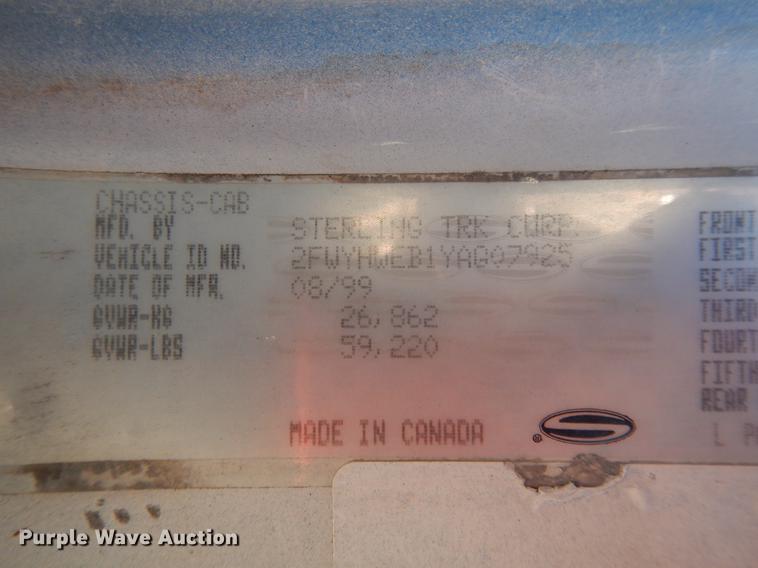 CHASSIS-CAB
MFD. BY STERLING TRK CORP.
VEHICLE ID NO.
DATE OF MFR. 08/99
GVWR-KG 26,862
GVWR-LBS 59,220
MADE IN CANADA
®
FRONT
FIRST
SECON
THIRD
FOURT
FIFTH
REAR
L
Purple Wave Auction